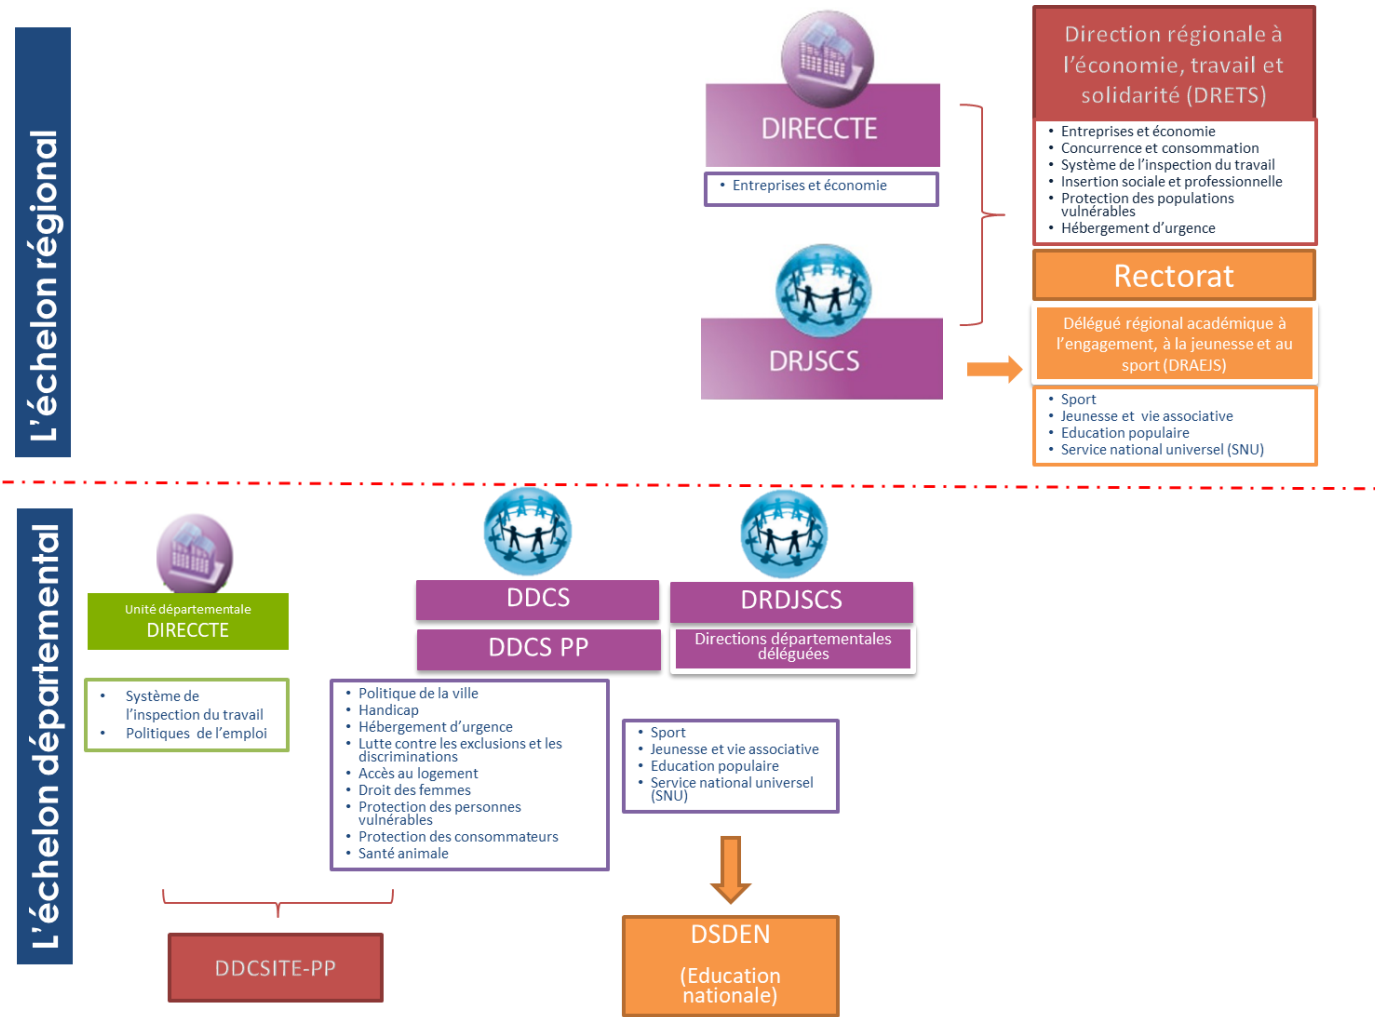 L'échelon régional
DIRECCTE
• Entreprises et économie
DRJSCS
Direction régionale à
l'économie, travail et
solidarité (DRETS)
• Entreprises et économie
• Concurrence et consommation
• Système de l'inspection du travail
• Insertion sociale et professionnelle
• Protection des populations
vulnérables
• Hébergement d'urgence
Rectorat
Délégué régional académique à
l'engagement, à la jeunesse et au
sport (DRAEJS)
• Sport
• Jeunesse et vie associative
• Education populaire
• Service national universel (SNU)
L'échelon départemental
Unité départementale
DIRECCTE
• Système de
l'inspection du travail
• Politiques de l'emploi
DDCS
DDCS PP
• Politique de la ville
• Handicap
• Hébergement d'urgence
• Lutte contre les exclusions et les
discriminations
• Accès au logement
• Droit des femmes
• Protection des personnes
vulnérables
• Protection des consommateurs
• Santé animale
DRDJSCS
Directions départementales
déléguées
• Sport
• Jeunesse et vie associative
• Education populaire
• Service national universel
(SNU)
DDCSITE-PP
DSDEN
(Education
nationale)